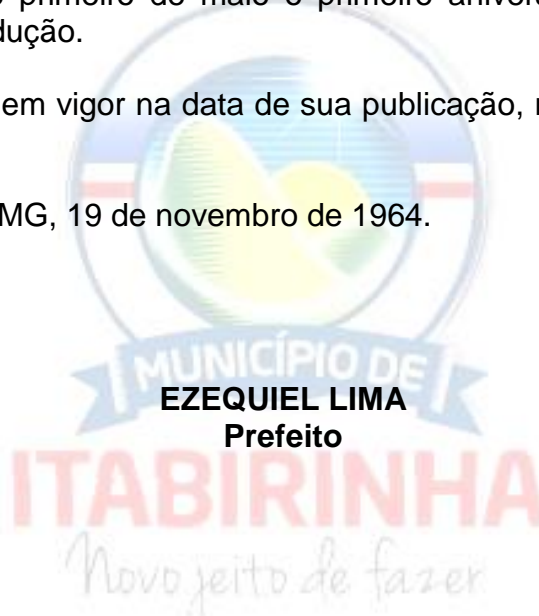 primeiro de maio o primeiro
dução.
em vigor na data de sua publicação,
MG, 19 de novembro de 1964.
MUNICÍPIO DE
EZEQUIEL LIMA
Prefeito
ITABIRINHA
Novo jeito de fazer